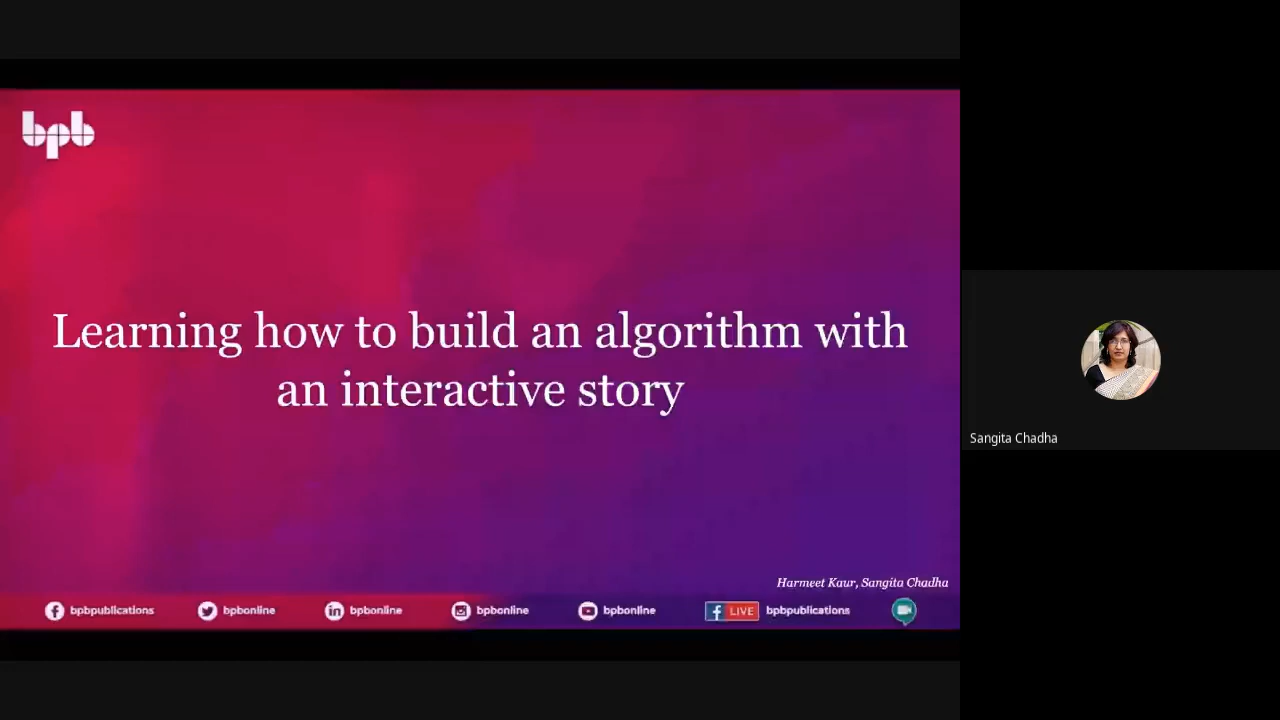 bpb
Learning how to build an algorithm with
an interactive story
Harmeet Kaur, Sangita Chadha
bpbpublications bpbonline bpbonline bpbonline bpbonline LIVE bpbpublications
Sangita Chadha